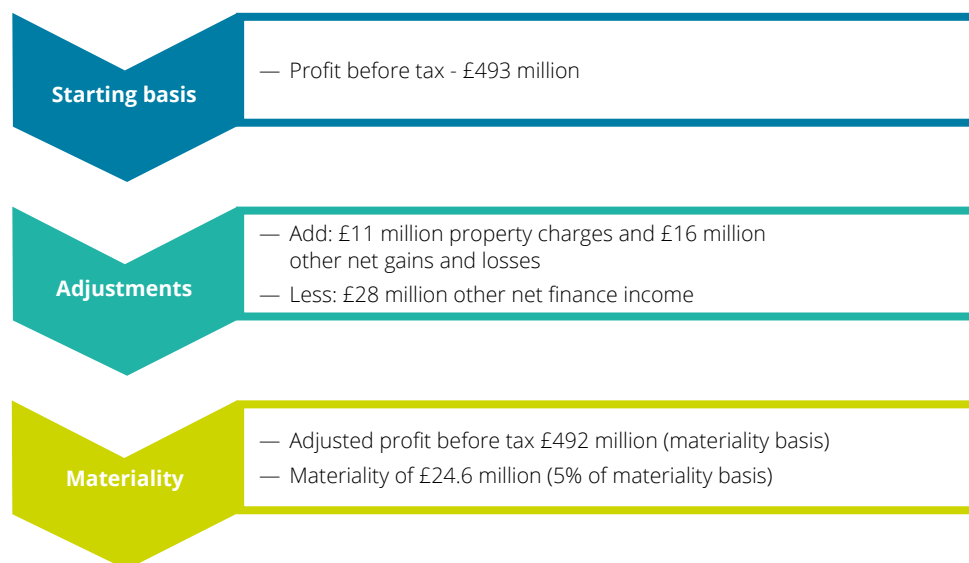 Starting basis
— Profit before tax - £493 million
Adjustments
— Add: £11 million property charges and £16 million
other net gains and losses
— Less: £28 million other net finance income
Materiality
— Adjusted profit before tax £492 million (materiality basis)
— Materiality of £24.6 million (5% of materiality basis)